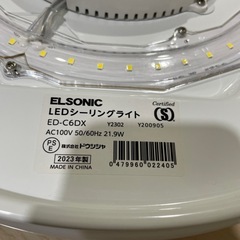 ELSONIC
Certified
LEDシーリングライト
S
ED-C6DX Y2302 Y200905
AC100V 50/60Hz 21.9W
PSE
株式会社ドウシシャ
2023年製
MADE IN CHINA
0479960022405